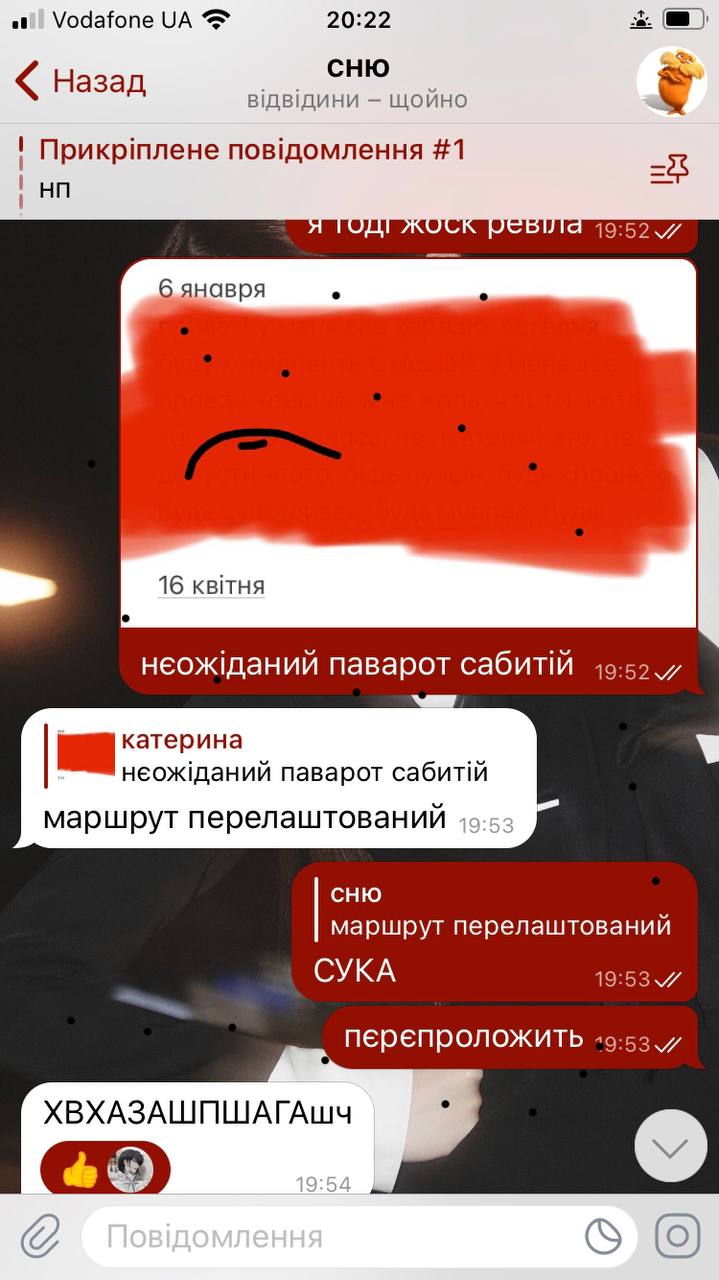 Vodafone UA
20:22
Назад
сню
відвідини – щойно
Прикріплене повідомлення #1
нп
я тоді жоск ревіла 19:52
6 янавря
16 квітня
нєожіданий паварот сабитій 19:52
катерина
нєожіданий паварот сабитій
маршрут перелаштований 19:53
сню
маршрут перелаштований
СУКА 19:53
пєрєпроложить 19:53
ХВХАЗАШПШАГАшч
19:54
Повідомлення